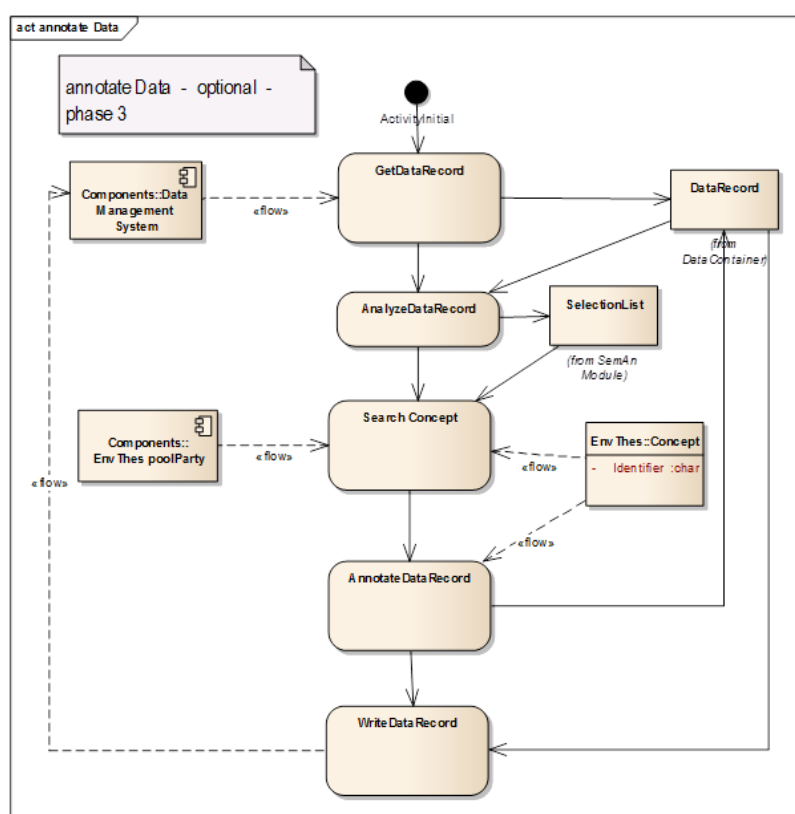 act annotate Data
annotate Data - optional -
phase 3
ActivityInitial
GetDataRecord
DataRecord
(from
DataContainer)
Components::Data
Management
System
«flow»
AnalyzeDataRecord
SelectionList
(from SemAn
Module)
Search Concept
Components::
EnvThes poolParty
«flow»
EnvThes::Concept
- Identifier :char
«flow»
«flow»
«flow»
AnnotateDataRecord
WriteDataRecord